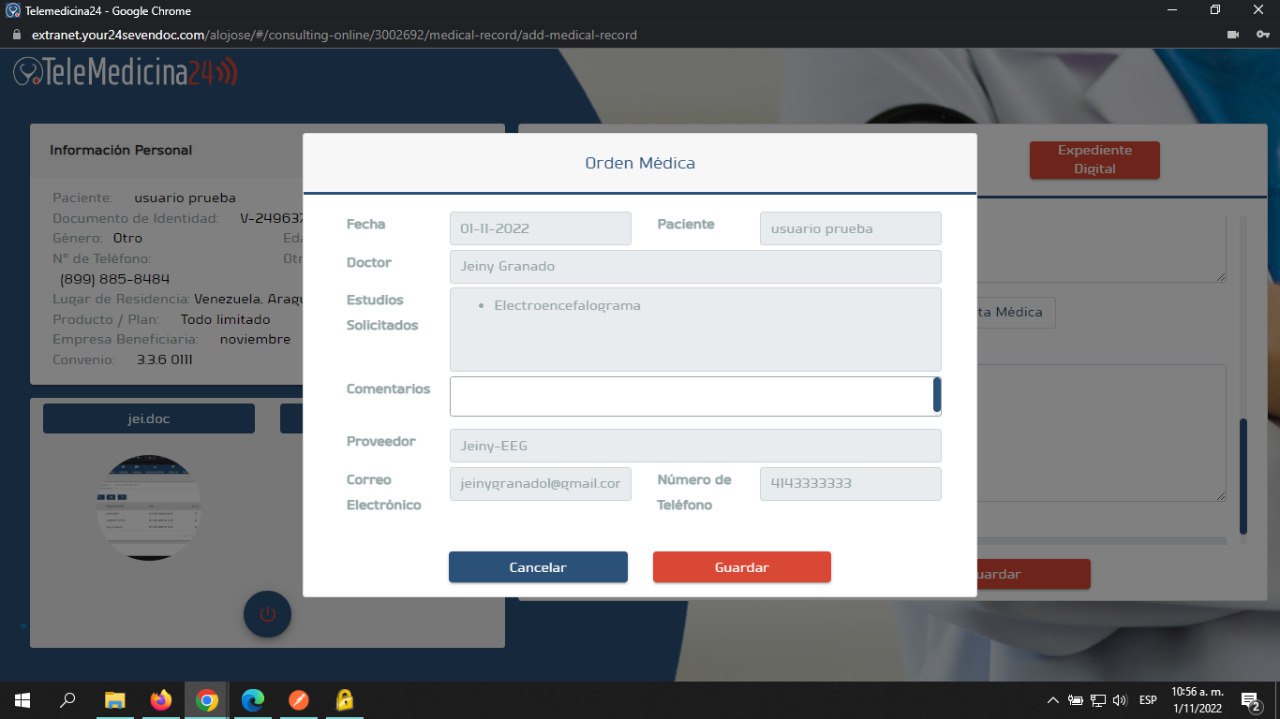 Telemedicina24 - Google Chrome
extranet.your24sevendoc.com/alojose/#/consulting-online/3002692/medical-record/add-medical-record
TeleMedicina24
Información Personal
Paciente: usuario prueba
Documento de Identidad: V-249637
Género: Otro Eda
N° de Teléfono: Otr
(899) 885-8484
Lugar de Residencia: Venezuela, Aragu
Producto / Plan: Todo limitado
Empresa Beneficiaria: noviembre
Convenio: 3.3.6 0111
jei.doc
Orden Médica
Fecha 01-11-2022 Paciente usuario prueba
Doctor Jeiny Granado
Estudios Solicitados
• Electroencefalograma
Comentarios
Proveedor Jeiny-EEG
Correo Electrónico jeinygranado1@gmail.cor
Número de Teléfono 4143333333
Cancelar Guardar
Expediente
Digital
ta Médica
uardar
ESP
10:56 a. m.
1/11/2022
2